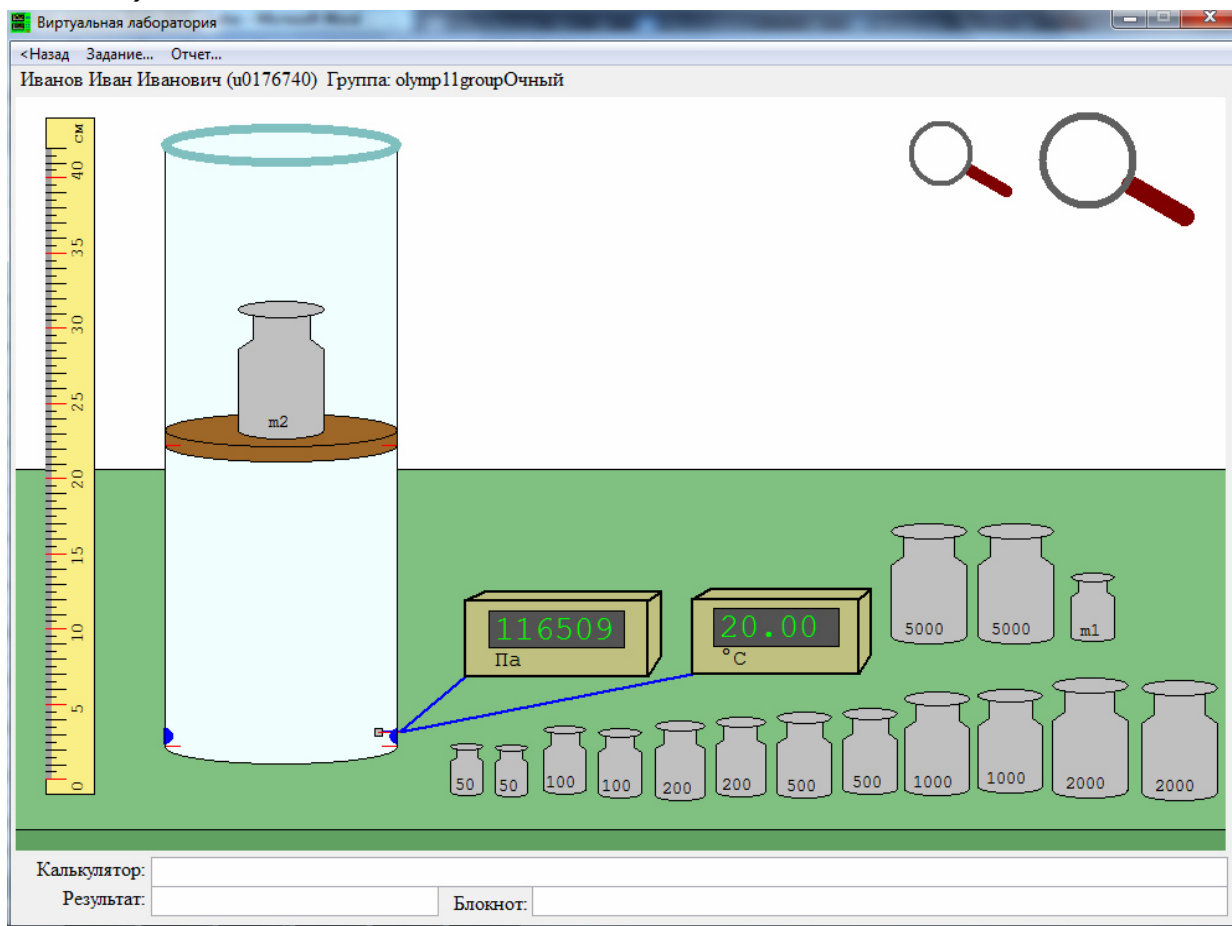 Виртуальная лаборатория
<Назад Задание... Отчет...
Иванов Иван Иванович (u0176740) Группа: olymp11groupОчный
см
40
35
30
25
20
15
10
5
0
m2
116509
Па
20.00
°C
5000 5000 m1
50 50 100 100 200 200 500 500 1000 1000 2000 2000
Калькулятор:
Результат: Блокнот: